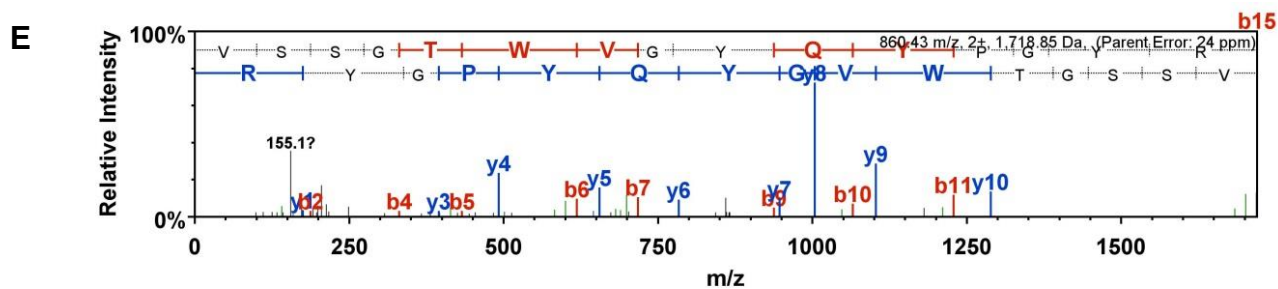 E
b15
100%
V S S G T W V G Y Q Y P G Y R
860.43 m/z, 2+, 1,718.85 Da, (Parent Error: 24 ppm)
R Y G P Y Q Y G V W T G S S V
y8
155.1?
y9
y4
y5
b6 b7 y6 y7 b9 b10 b11 y10
y1 b2 b4 y3 b5
0%
Relative Intensity
0 250 500 750 1000 1250 1500
m/z